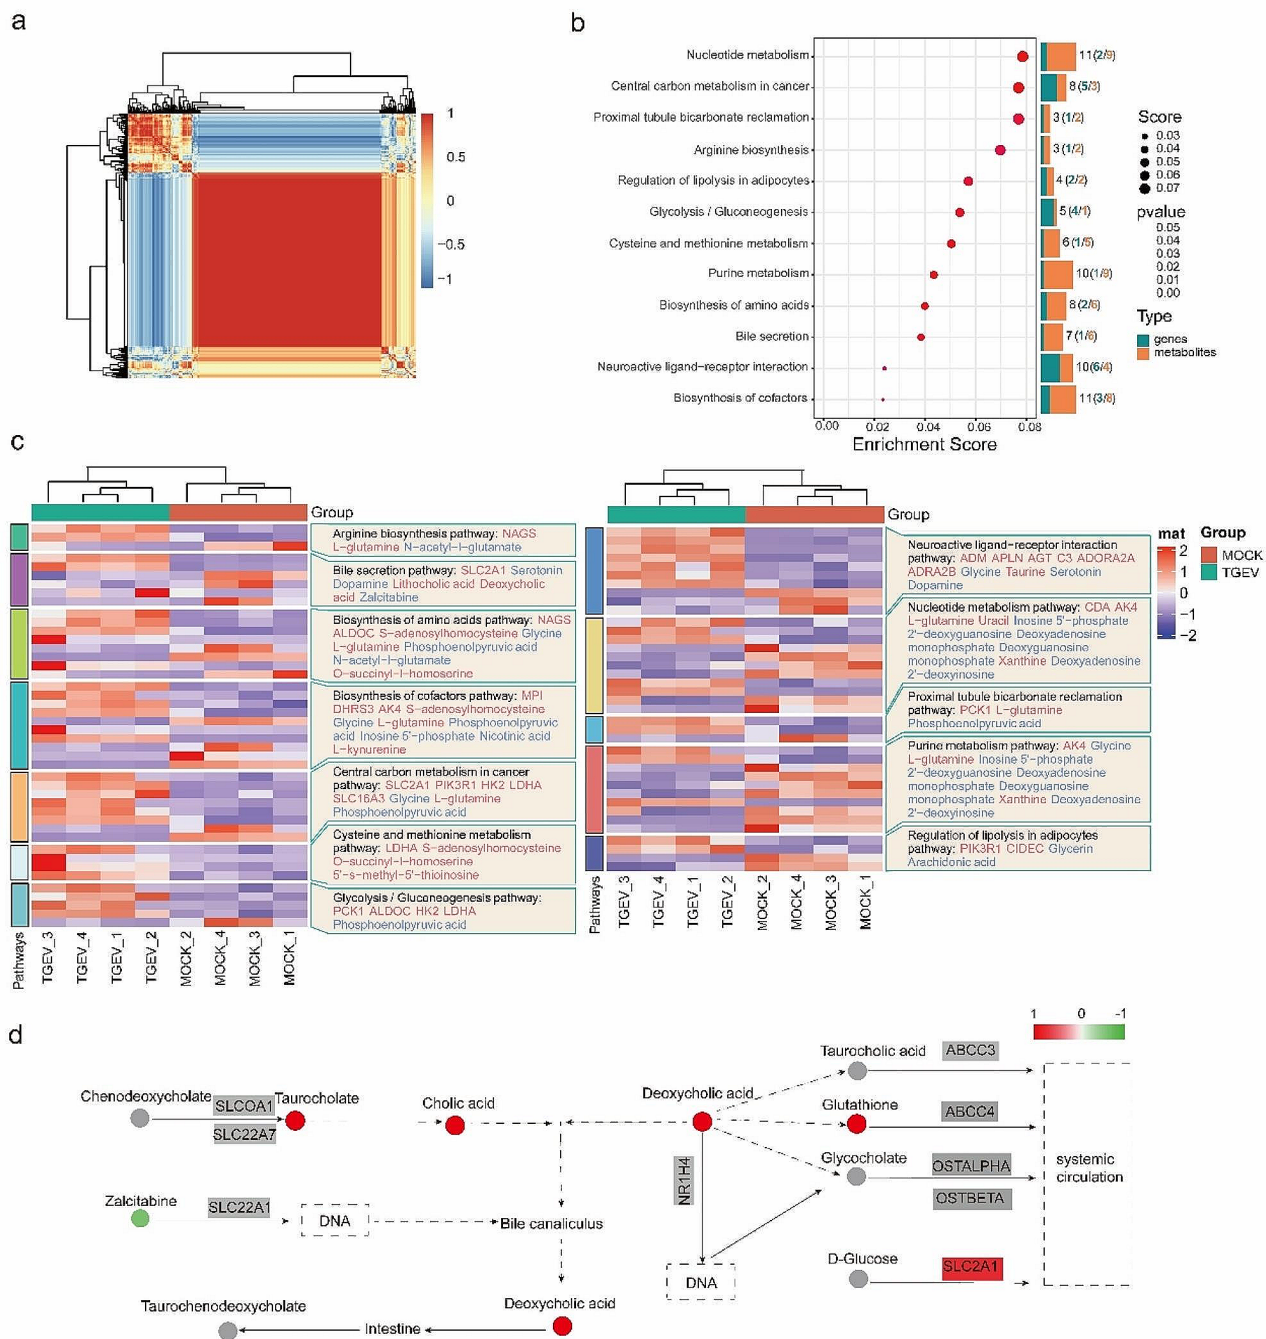 a
1
0.5
0
−0.5
−1
b
Nucleotide metabolism
11(2/9)
Central carbon metabolism in cancer
8(5/3)
Proximal tubule bicarbonate reclamation
3(1/2)
Arginine biosynthesis
3(1/2)
Regulation of lipolysis in adipocytes
4(2/2)
Glycolysis / Gluconeogenesis
5(4/1)
Cysteine and methionine metabolism
6(1/5)
Purine metabolism
10(1/9)
Biosynthesis of amino acids
8(2/6)
Bile secretion
7(1/6)
Neuroactive ligand−receptor interaction
10(6/4)
Biosynthesis of cofactors
11(3/8)
0.00 0.02 0.04 0.06 0.08
Enrichment Score
Score
0.03
0.04
0.05
0.06
0.07
pvalue
0.05
0.04
0.03
0.02
0.01
0.00
Type
genes
metabolites
c
Group
Arginine biosynthesis pathway: NAGS
L−glutamine N−acetyl−l−glutamate
Bile secretion pathway: SLC2A1 Serotonin
Dopamine Lithocholic acid Deoxycholic
acid Zalcitabine
Biosynthesis of amino acids pathway: NAGS
ALDOC S−adenosylhomocysteine Glycine
L−glutamine Phosphoenolpyruvic acid
N−acetyl−l−glutamate
O−succinyl−l−homoserine
Biosynthesis of cofactors pathway: MPI
DHRS3 AK4 S−adenosylhomocysteine
Glycine L−glutamine Phosphoenolpyruvic
acid Inosine 5'−phosphate Nicotinic acid
L−kynurenine
Central carbon metabolism in cancer
pathway: SLC2A1 PIK3R1 HK2 LDHA
SLC16A3 Glycine L−glutamine
Phosphoenolpyruvic acid
Cysteine and methionine metabolism
pathway: LDHA S−adenosylhomocysteine
O−succinyl−l−homoserine
5'−s−methyl−5'−thioinosine
Glycolysis / Gluconeogenesis pathway:
PCK1 ALDOC HK2 LDHA
Phosphoenolpyruvic acid
Pathways
TGEV_3
TGEV_4
TGEV_1
TGEV_2
MOCK_2
MOCK_4
MOCK_3
MOCK_1
Group
Neuroactive ligand−receptor interaction
pathway: ADM APLN AGT C3 ADORA2A
ADRA2B Glycine Taurine Serotonin
Dopamine
Nucleotide metabolism pathway: CDA AK4
L−glutamine Uracil Inosine 5'−phosphate
2'−deoxyguanosine Deoxyadenosine
monophosphate Deoxyguanosine
monophosphate Xanthine Deoxyadenosine
2'−deoxyinosine
Proximal tubule bicarbonate reclamation
pathway: PCK1 L−glutamine
Phosphoenolpyruvic acid
Purine metabolism pathway: AK4 Glycine
L−glutamine Inosine 5'−phosphate
2'−deoxyguanosine Deoxyadenosine
monophosphate Deoxyguanosine
monophosphate Xanthine Deoxyadenosine
2'−deoxyinosine
Regulation of lipolysis in adipocytes
pathway: PIK3R1 CIDEC Glycerin
Arachidonic acid
Pathways
TGEV_3
TGEV_4
TGEV_1
TGEV_2
MOCK_2
MOCK_4
MOCK_3
MOCK_1
mat
2
1
0
−1
−2
Group
MOCK
TGEV
d
1 0 -1
Chenodeoxycholate
SLCOA1
SLC22A7
Taurocholate
Cholic acid
Deoxycholic acid
Taurocholic acid
ABCC3
Glutathione
ABCC4
Glycocholate
OSTALPHA
OSTBETA
systemic
circulation
NR1H4
Zalcitabine
SLC22A1
DNA
Bile canaliculus
D-Glucose
SLC2A1
DNA
Taurochenodeoxycholate
Intestine
Deoxycholic acid